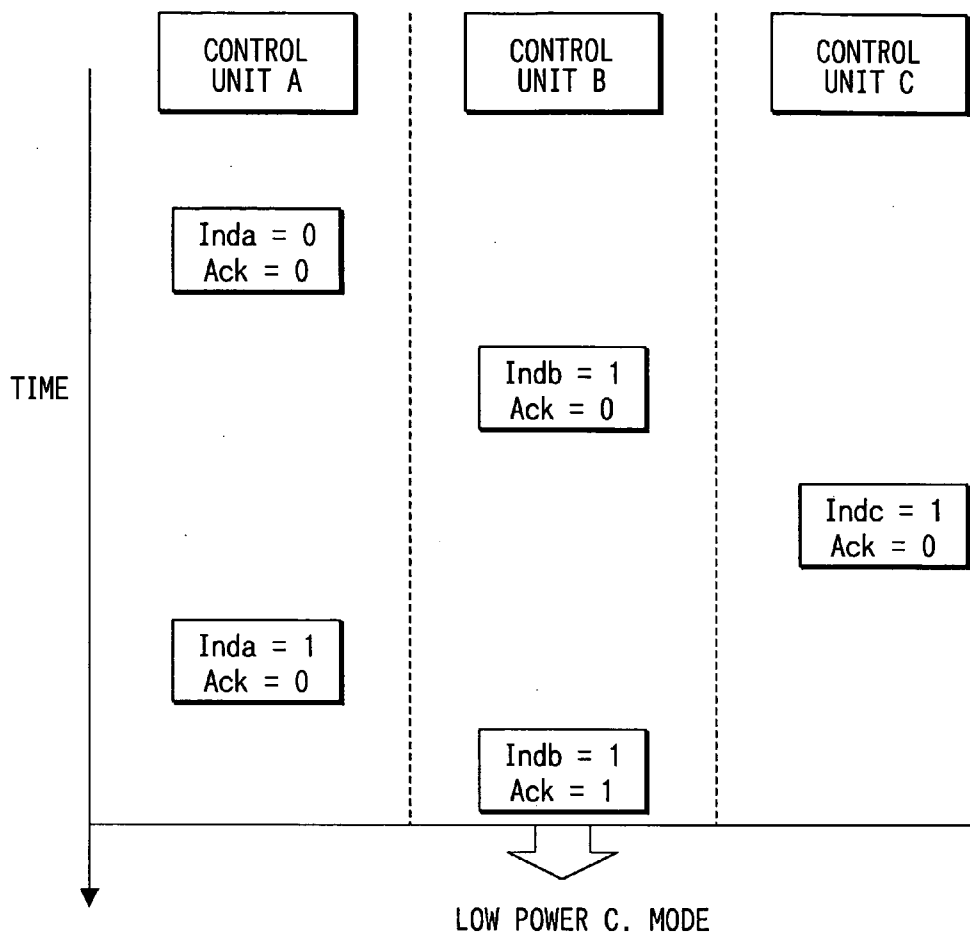 CONTROL
UNIT A
CONTROL
UNIT B
CONTROL
UNIT C
Inda = 0
Ack = 0
Indb = 1
Ack = 0
TIME
Indc = 1
Ack = 0
Inda = 1
Ack = 0
Indb = 1
Ack = 1
LOW POWER C. MODE